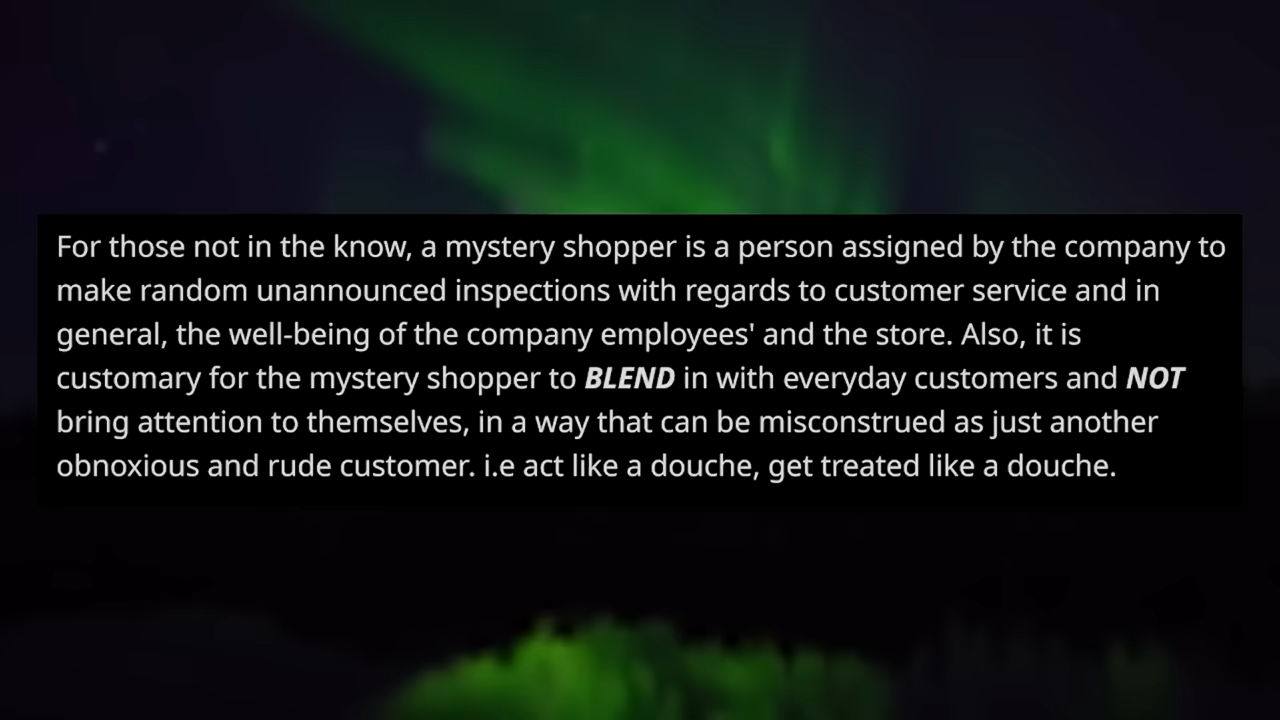 For those not in the know, a mystery shopper is a person assigned by the company to
make random unannounced inspections with regards to customer service and in
general, the well-being of the company employees' and the store. Also, it is
customary for the mystery shopper to BLEND in with everyday customers and NOT
bring attention to themselves, in a way that can be misconstrued as just another
obnoxious and rude customer. i.e act like a douche, get treated like a douche.